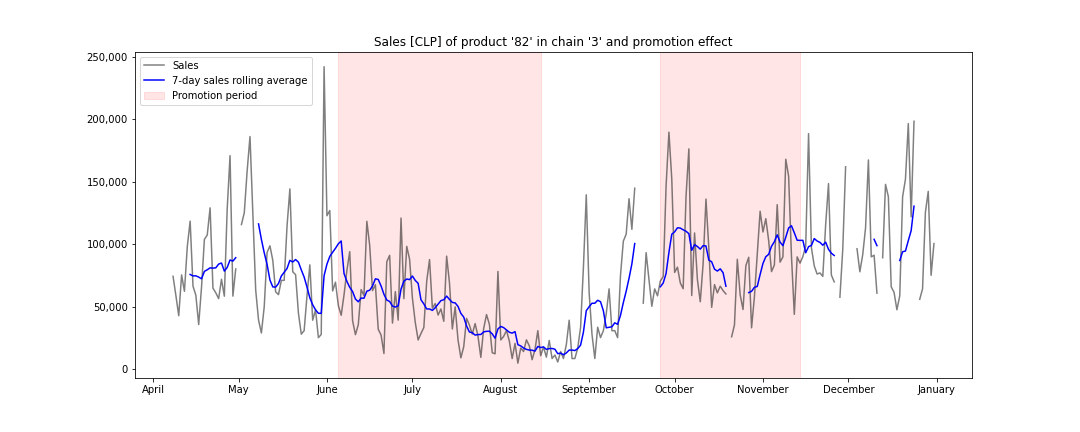 Sales [CLP] of product '82' in chain '3' and promotion effect
250,000
200,000
150,000
100,000
50,000
0
Sales
7-day sales rolling average
Promotion period
April May June July August September October November December January